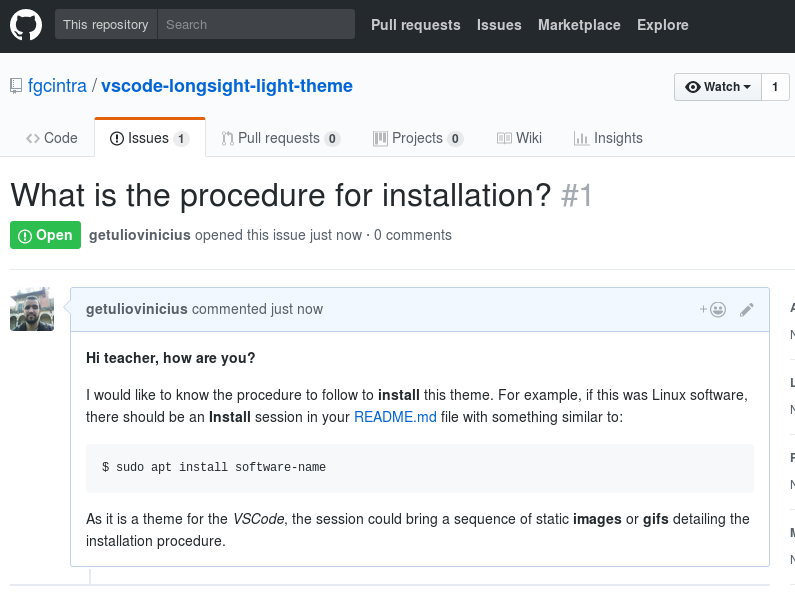 This repository Search Pull requests Issues Marketplace Explore
fgcintra / vscode-longsight-light-theme Watch 1
Code Issues 1 Pull requests 0 Projects 0 Wiki Insights
What is the procedure for installation? #1
Open getuliovinicius opened this issue just now · 0 comments
getuliovinicius commented just now
Hi teacher, how are you?
I would like to know the procedure to follow to install this theme. For example, if this was Linux software,
there should be an Install session in your README.md file with something similar to:
$ sudo apt install software-name
As it is a theme for the VSCode, the session could bring a sequence of static images or gifs detailing the
installation procedure.